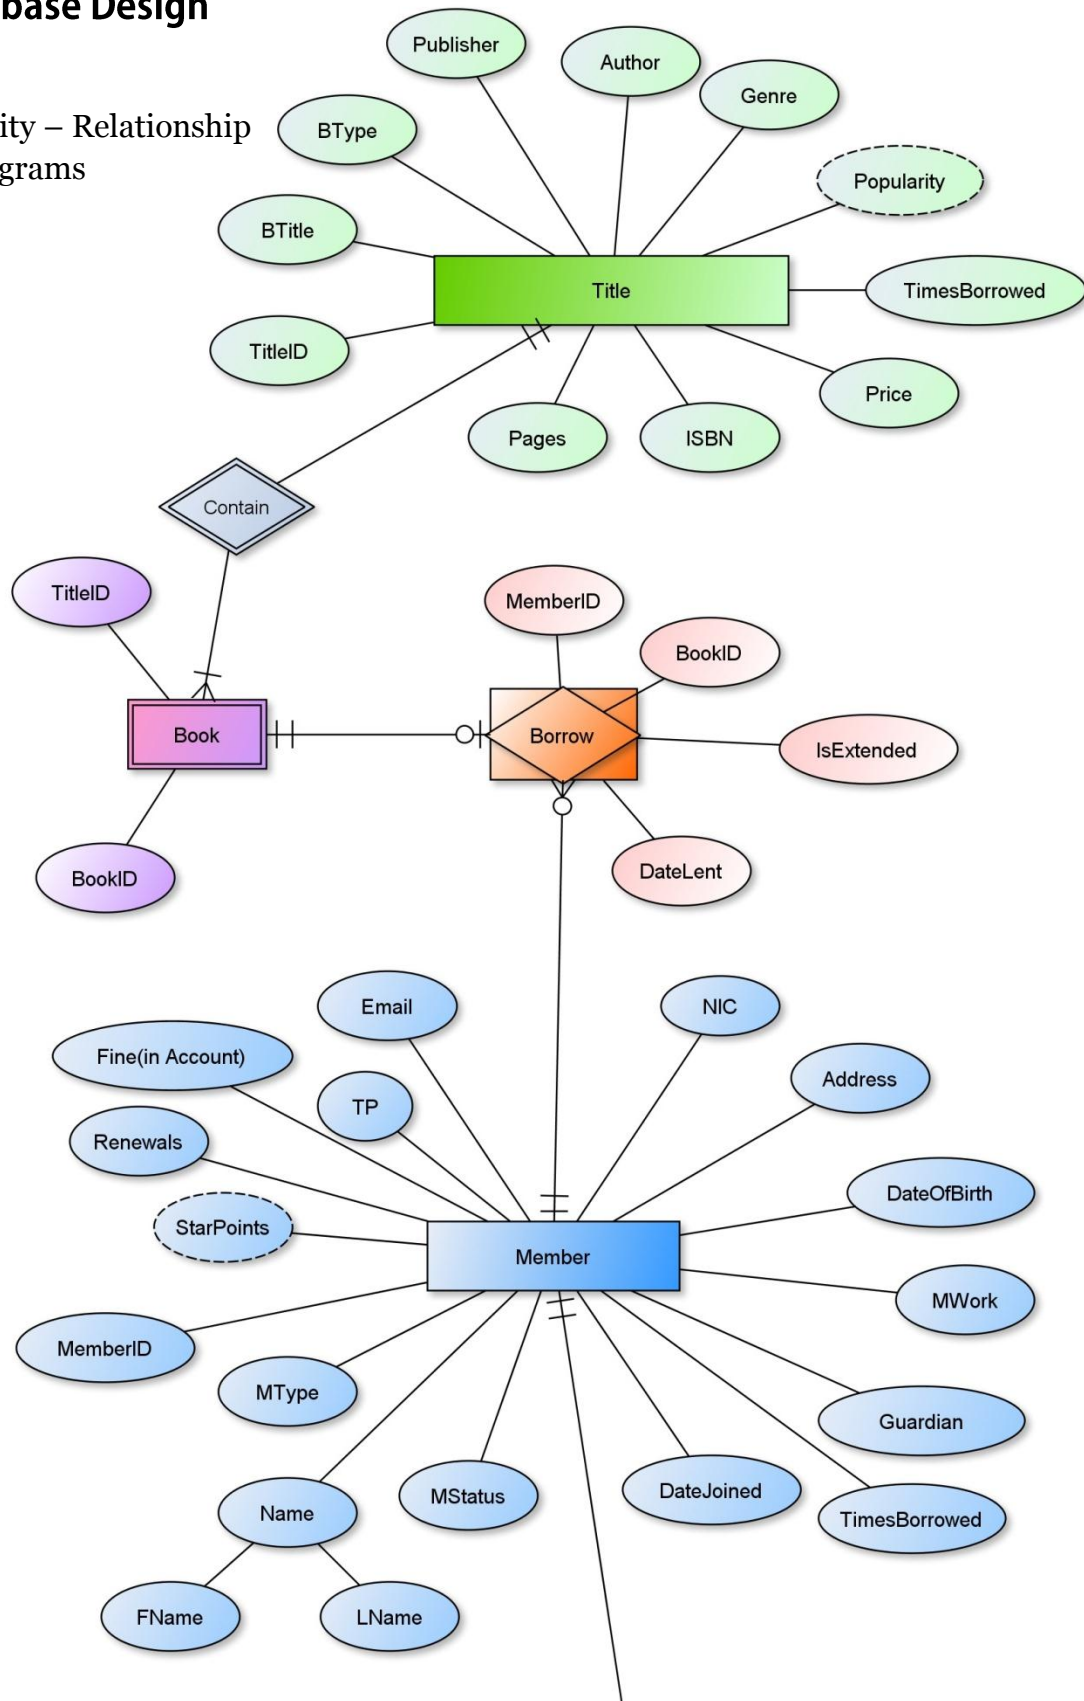 base Design
ity – Relationship
grams
Publisher
Author
Genre
BType
Popularity
BTitle
Title
TimesBorrowed
TitleID
Price
Pages
ISBN
Contain
TitleID
MemberID
BookID
Book
Borrow
IsExtended
DateLent
BookID
Email
NIC
Fine(in Account)
Address
TP
Renewals
DateOfBirth
StarPoints
Member
MWork
MemberID
MType
Guardian
MStatus
DateJoined
Name
TimesBorrowed
FName
LName